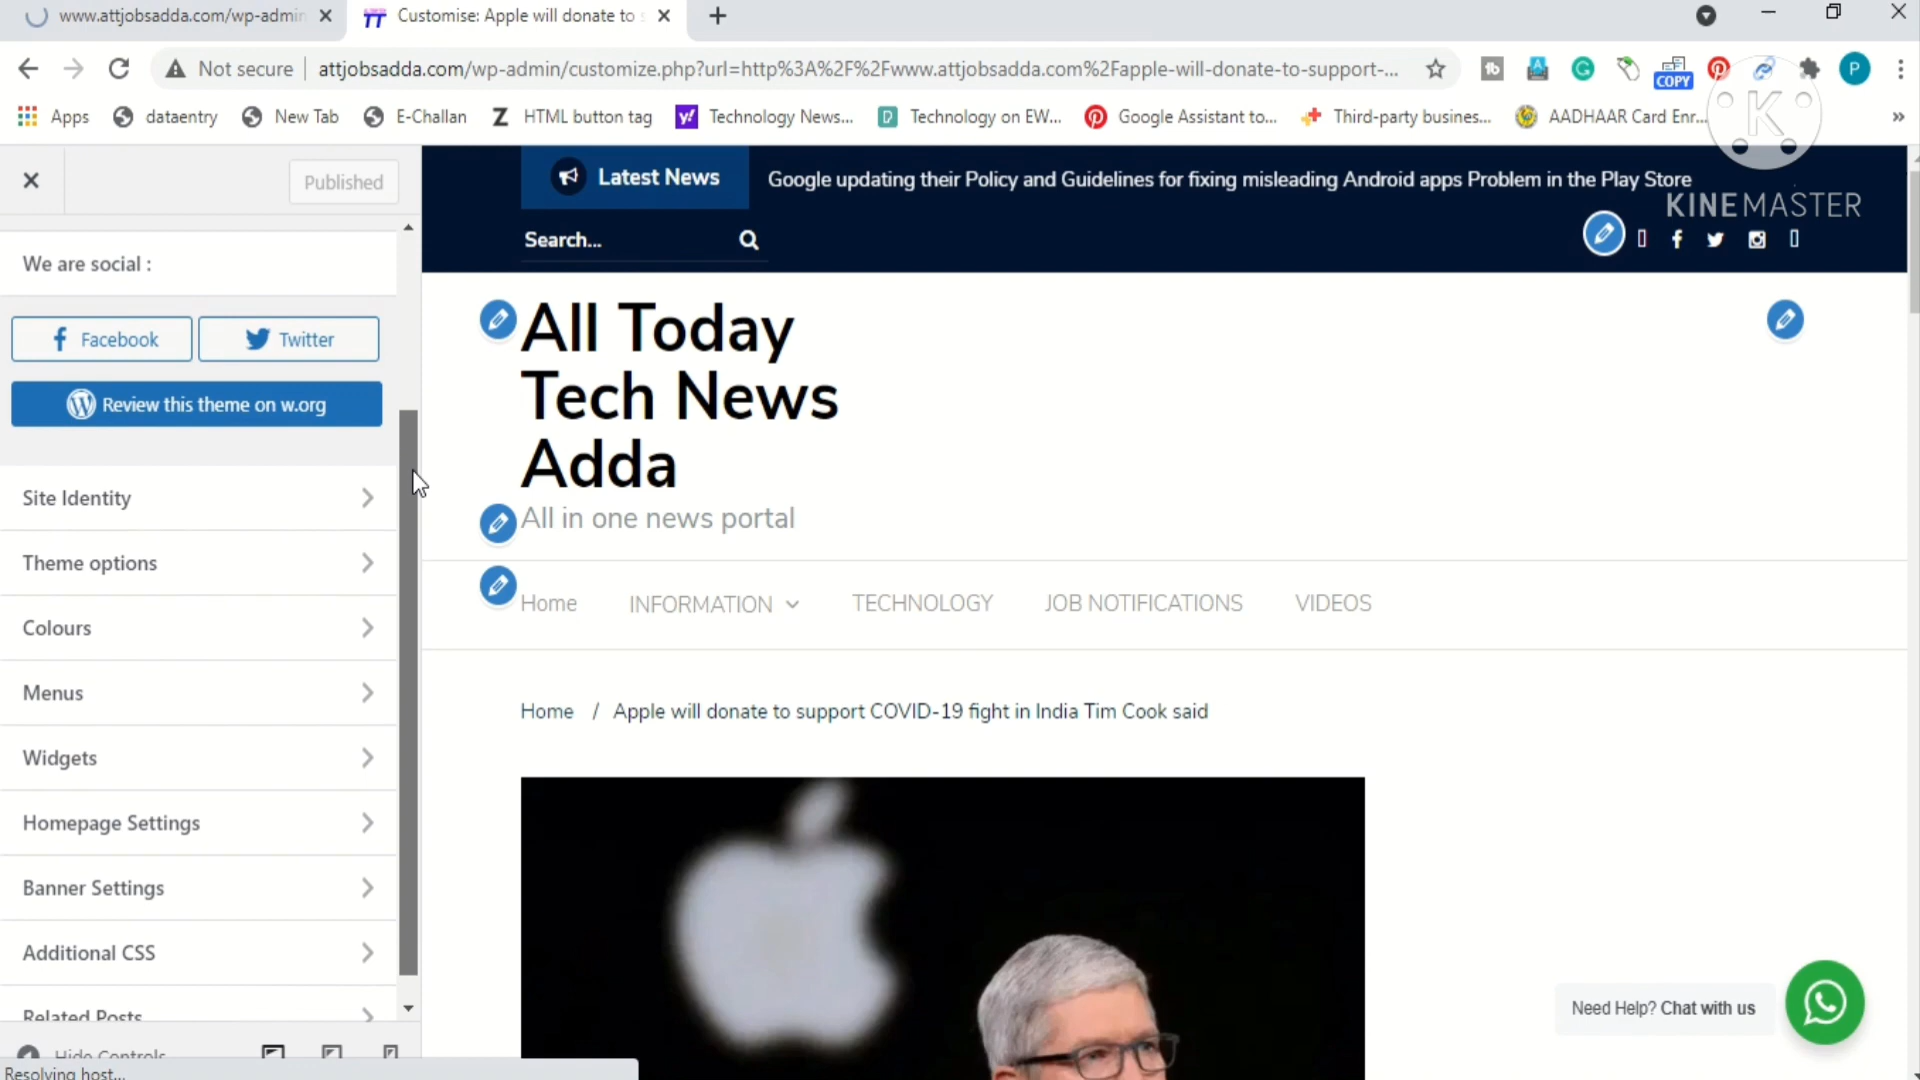 www.attjobsadda.com/wp-admin
Customise: Apple will donate to s
Not secure
attjobsadda.com/wp-admin/customize.php?url=http%3A%2F%2Fwww.attjobsadda.com%2Fapple-will-donate-to-support-...
tb
A
G
COPY
P
Apps
dataentry
New Tab
E-Challan
Z HTML button tag
y! Technology News...
D Technology on EW...
Google Assistant to...
Third-party busines...
AADHAAR Card Enr...
»
K
KINEMASTER
Published
Latest News
Google updating their Policy and Guidelines for fixing misleading Android apps Problem in the Play Store
Search...
We are social :
Facebook
Twitter
Review this theme on w.org
Site Identity
Theme options
Colours
Menus
Widgets
Homepage Settings
Banner Settings
Additional CSS
Related Posts
Hide Controls
Resolving host...
All Today
Tech News
Adda
All in one news portal
Home
INFORMATION
TECHNOLOGY
JOB NOTIFICATIONS
VIDEOS
Home / Apple will donate to support COVID-19 fight in India Tim Cook said
Need Help? Chat with us